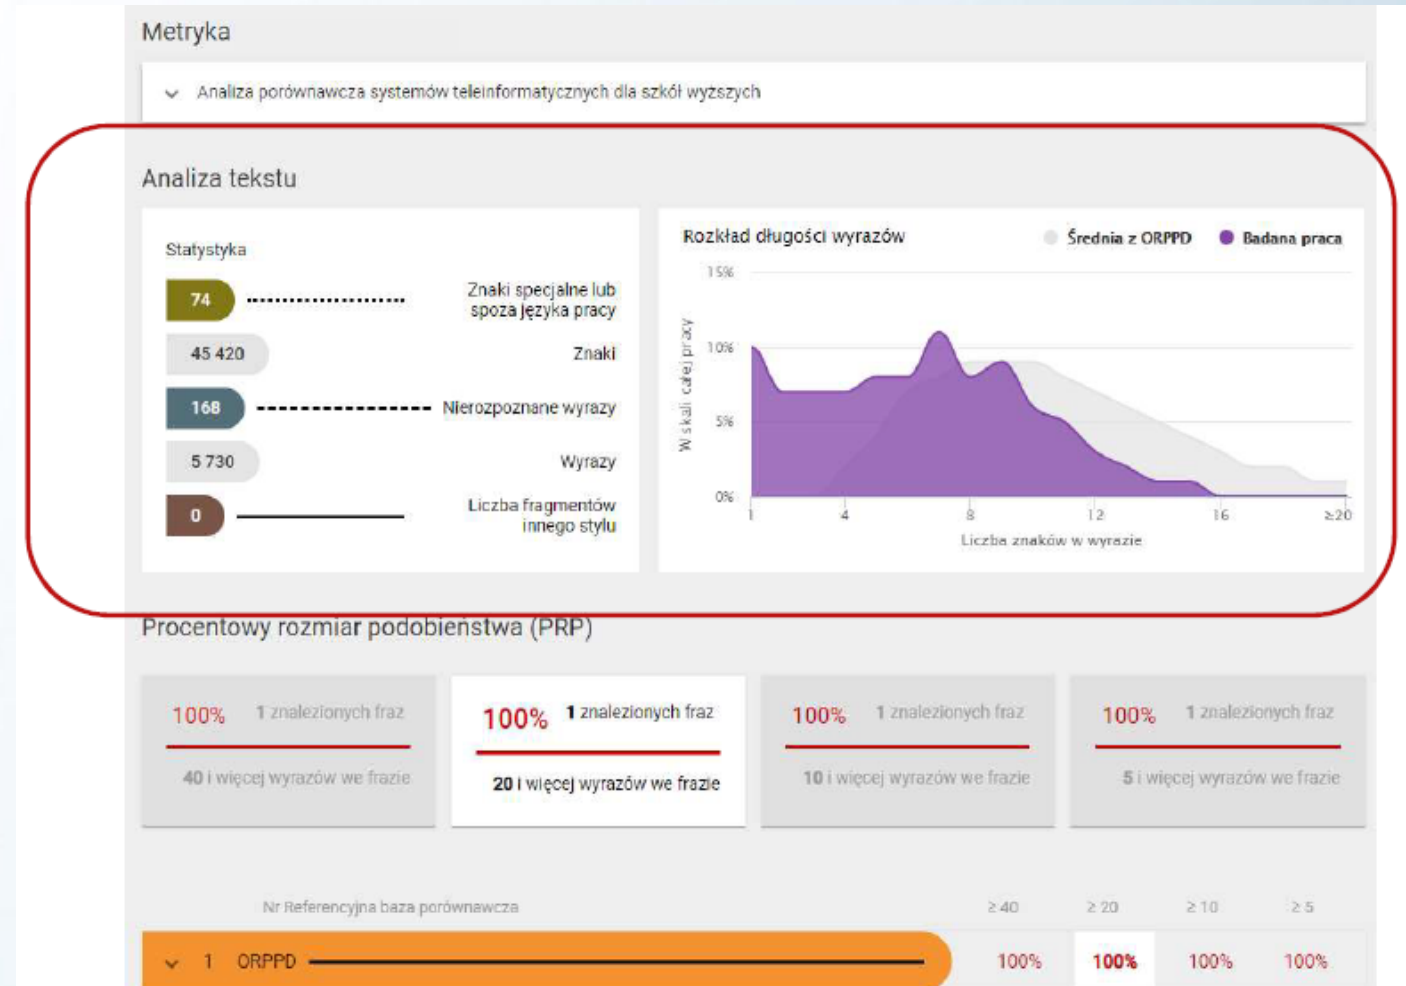 Metryka
Analiza porównawcza systemów teleinformatycznych dla szkół wyższych
Analiza tekstu
Statystyka
74
Znaki specjalne lub
spoza języka pracy
45 420
Znaki
168
Nierozpoznane wyrazy
5 730
Wyrazy
0
Liczba fragmentów
innego stylu
Rozkład długości wyrazów
Średnia z ORPPD
Badana praca
15%
10%
5%
0%
W skali całej pracy
1 4 8 12 16 ≥20
Liczba znaków w wyrazie
Procentowy rozmiar podobieństwa (PRP)
100% 1 znalezionych fraz
40 i więcej wyrazów we frazie
100% 1 znalezionych fraz
20 i więcej wyrazów we frazie
100% 1 znalezionych fraz
10 i więcej wyrazów we frazie
100% 1 znalezionych fraz
5 i więcej wyrazów we frazie
Nr Referencyjna baza porównawcza ≥ 40 ≥ 20 ≥ 10 ≥ 5
1 ORPPD 100% 100% 100% 100%